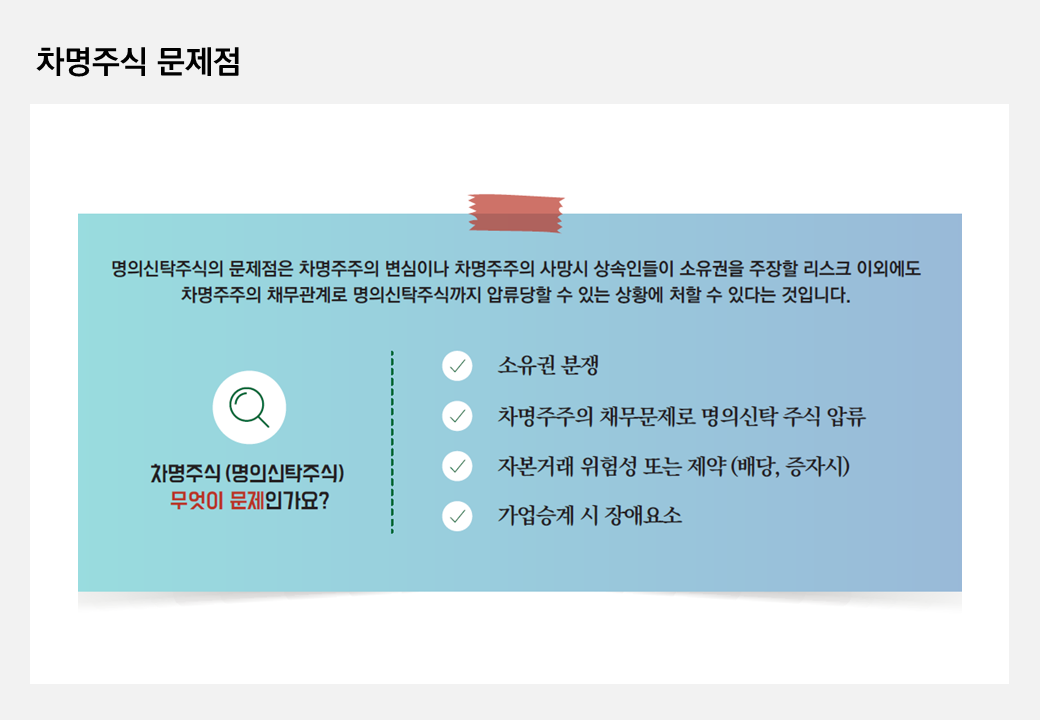 차명주식 문제점
명의신탁주식의 문제점은 차명주주의 변심이나 차명주주의 사망시 상속인들이 소유권을 주장할 리스크 이외에도
차명주주의 채무관계로 명의신탁주식까지 압류당할 수 있는 상황에 처할 수 있다는 것입니다.
차명주식 (명의신탁주식)
무엇이 문제인가요?
소유권 분쟁
차명주주의 채무문제로 명의신탁 주식 압류
자본거래 위험성 또는 제약 (배당, 증자시)
가업승계 시 장애요소